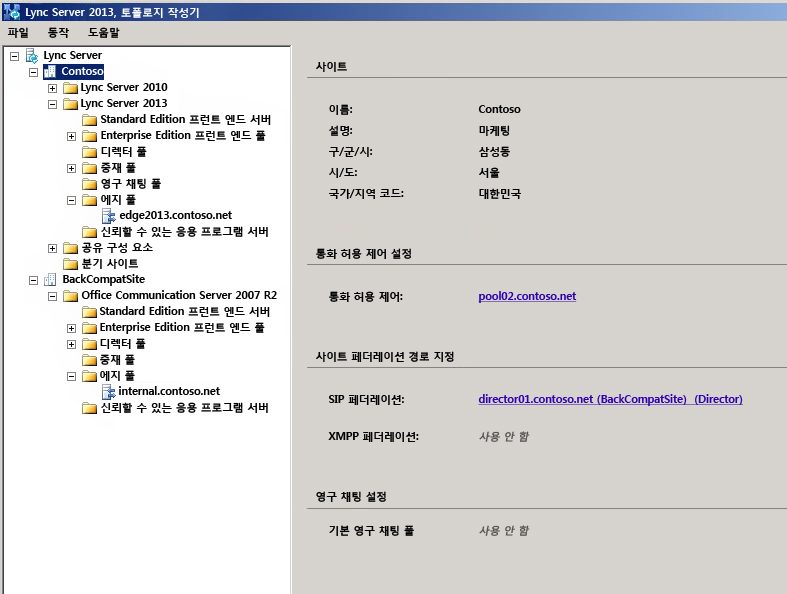 Lync Server 2013, 토폴로지 작성기
파일 동작 도움말
Lync Server
Contoso
Lync Server 2010
Lync Server 2013
Standard Edition 프런트 엔드 서버
Enterprise Edition 프런트 엔드 풀
디렉터 풀
중재 풀
영구 채팅 풀
에지 풀
edge2013.contoso.net
신뢰할 수 있는 응용 프로그램 서버
공유 구성 요소
분기 사이트
BackCompatSite
Office Communication Server 2007 R2
Standard Edition 프런트 엔드 서버
Enterprise Edition 프런트 엔드 풀
디렉터 풀
중재 풀
에지 풀
internal.contoso.net
신뢰할 수 있는 응용 프로그램 서버
사이트
이름: Contoso
설명: 마케팅
구/군/시: 삼성동
시/도: 서울
국가/지역 코드: 대한민국
통화 허용 제어 설정
통화 허용 제어: pool02.contoso.net
사이트 페더레이션 경로 지정
SIP 페더레이션: director01.contoso.net (BackCompatSite) (Director)
XMPP 페더레이션: 사용 안 함
영구 채팅 설정
기본 영구 채팅 풀 사용 안 함